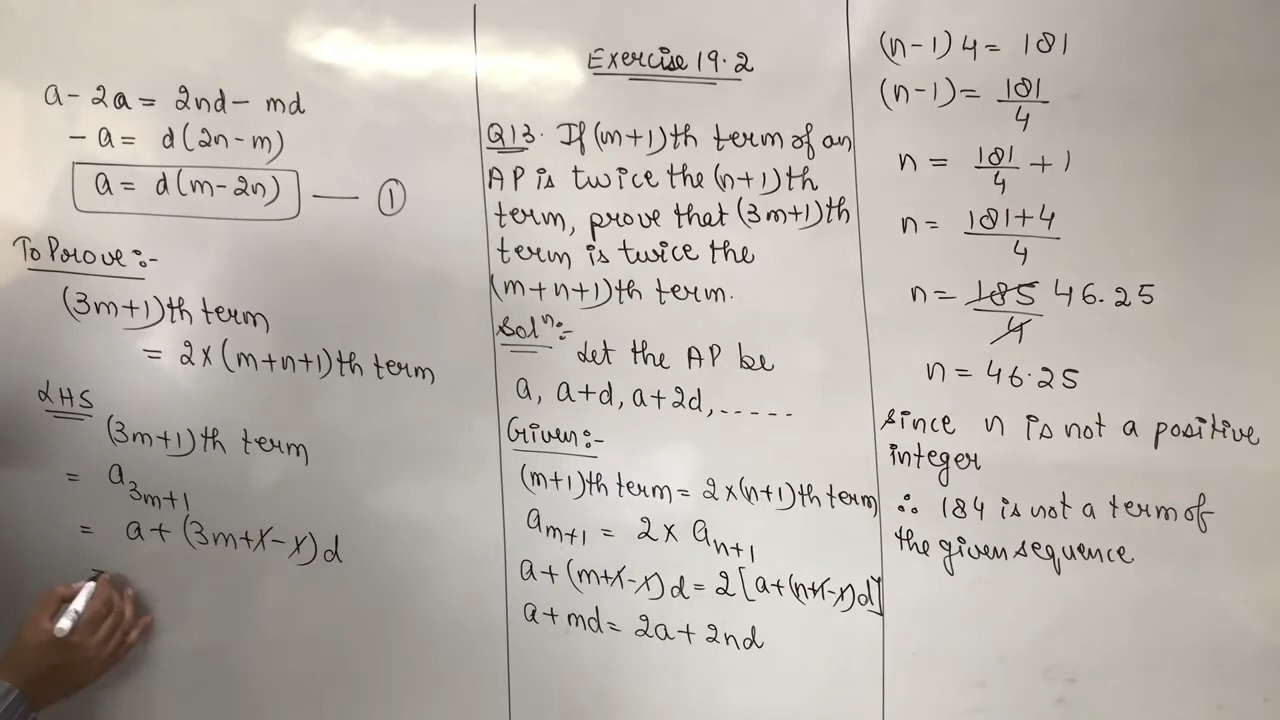 a - 2a = 2nd - md
- a = d(2n - m)
a = d(m - 2n) —— ①
To Prove:-
(3m+1)th term
= 2×(m+n+1)th term
LHS
(3m+1)th term
= a3m+1
= a + (3m+1-1)d
=
Exercise 19.2
Q13. If (m+1)th term of an
AP is twice the (n+1)th
term, prove that (3m+1)th
term is twice the
(m+n+1)th term.
Solⁿ:-
Let the AP be
a, a+d, a+2d, -----
Given:-
(m+1)th term = 2×(n+1)th term
am+1 = 2× an+1
a+(m+1-1)d = 2[a+(n+1-1)d]
a+md = 2a+2nd
(n-1)4 = 181
(n-1) = 181/4
n = 181/4 + 1
n = 181+4/4
n = 185/4 46.25
n = 46.25
since n is not a positive
integer
∴ 184 is not a term of
the given sequence